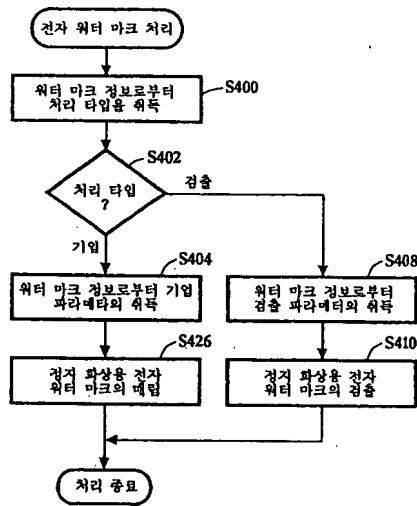 전자 워터 마크 처리
S400
워터 마크 정보로부터
처리 타입을 취득
S402
처리 타입
?
검출
기입
S404
워터 마크 정보로부터 기입
파라메타의 취득
S408
워터 마크 정보로부터
검출 파라메터의 취득
S426
정지 화상용 전자
워터 마크의 매립
S410
정지 화상용 전자
워터 마크의 검출
처리 종료